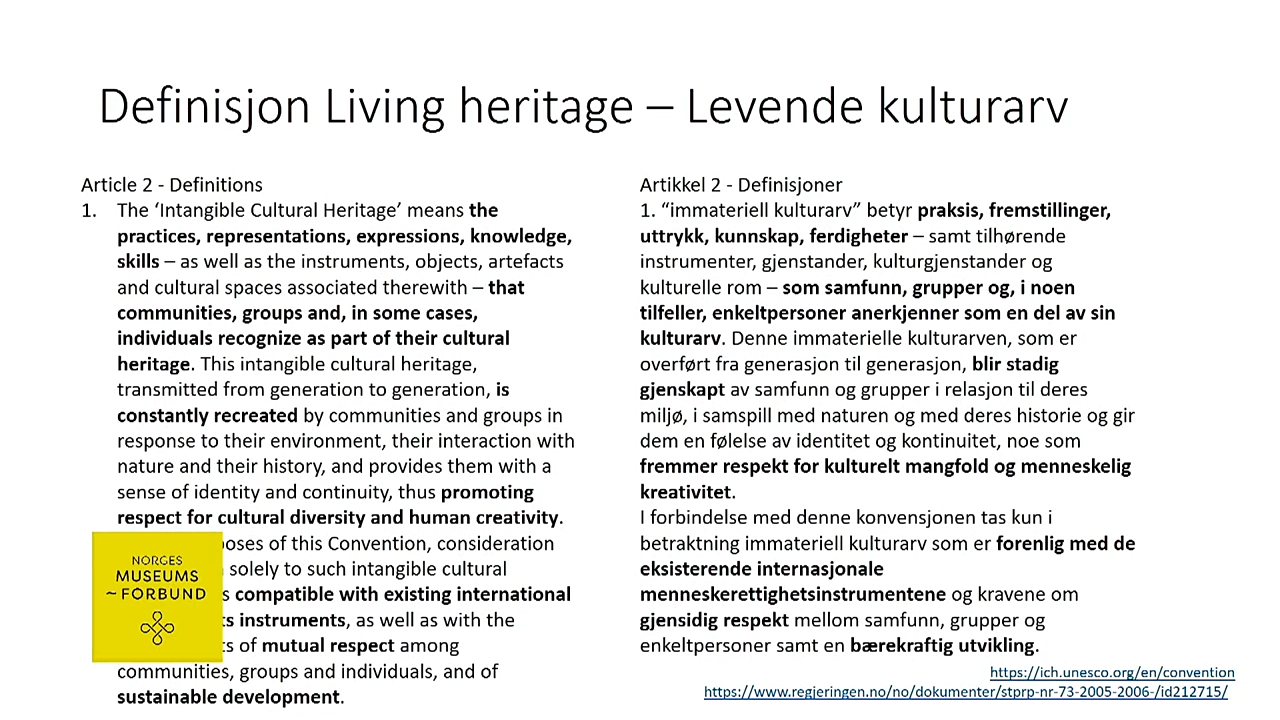 Definisjon Living heritage – Levende kulturarv
Article 2 - Definitions
1. The ‘Intangible Cultural Heritage’ means the
practices, representations, expressions, knowledge,
skills – as well as the instruments, objects, artefacts
and cultural spaces associated therewith – that
communities, groups and, in some cases,
individuals recognize as part of their cultural
heritage. This intangible cultural heritage,
transmitted from generation to generation, is
constantly recreated by communities and groups in
response to their environment, their interaction with
nature and their history, and provides them with a
sense of identity and continuity, thus promoting
respect for cultural diversity and human creativity.
of this Convention, consideration
solely to such intangible cultural
compatible with existing international
instruments, as well as with the
of mutual respect among
communities, groups and individuals, and of
sustainable development.
NORGES
MUSEUMS
~FORBUND
Artikkel 2 - Definisjoner
1. “immateriell kulturarv” betyr praksis, fremstillinger,
uttrykk, kunnskap, ferdigheter – samt tilhørende
instrumenter, gjenstander, kulturgjenstander og
kulturelle rom – som samfunn, grupper og, i noen
tilfeller, enkeltpersoner anerkjenner som en del av sin
kulturarv. Denne immaterielle kulturarven, som er
overført fra generasjon til generasjon, blir stadig
gjenskapt av samfunn og grupper i relasjon til deres
miljø, i samspill med naturen og med deres historie og gir
dem en følelse av identitet og kontinuitet, noe som
fremmer respekt for kulturelt mangfold og menneskelig
kreativitet.
I forbindelse med denne konvensjonen tas kun i
betraktning immateriell kulturarv som er forenlig med de
eksisterende internasjonale
menneskerettighetsinstrumentene og kravene om
gjensidig respekt mellom samfunn, grupper og
enkeltpersoner samt en bærekraftig utvikling.
https://ich.unesco.org/en/convention
https://www.regjeringen.no/no/dokumenter/stprp-nr-73-2005-2006-/id212715/